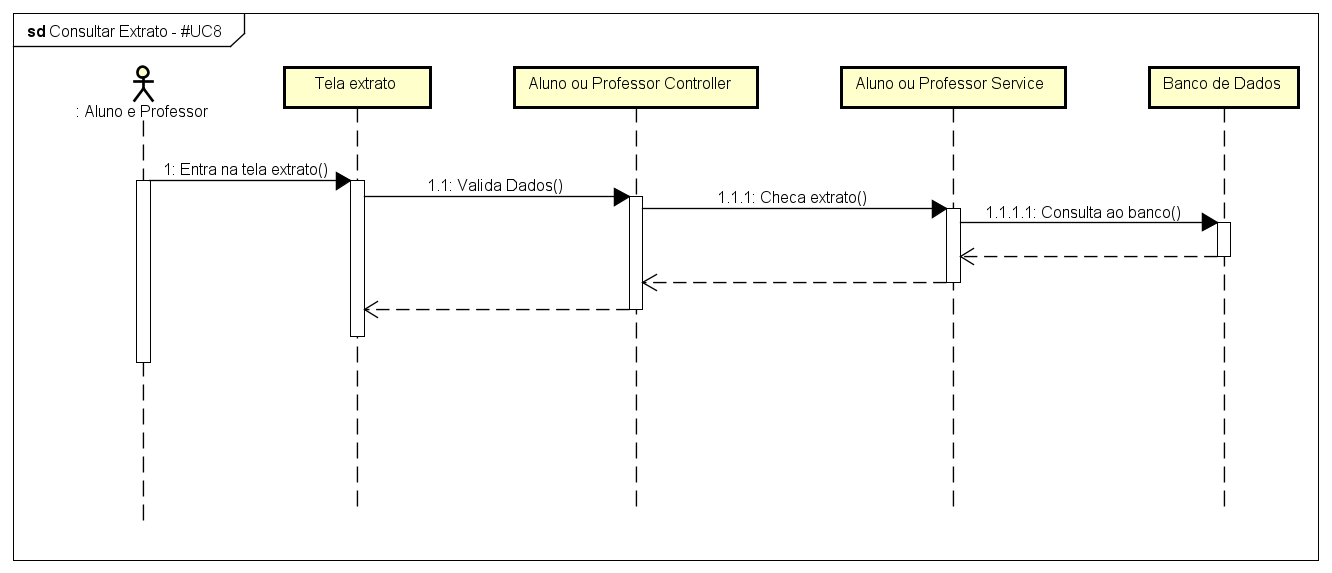 sd Consultar Extrato - #UC8
: Aluno e Professor
Tela extrato
Aluno ou Professor Controller
Aluno ou Professor Service
Banco de Dados
1: Entra na tela extrato()
1.1: Valida Dados()
1.1.1: Checa extrato()
1.1.1.1: Consulta ao banco()